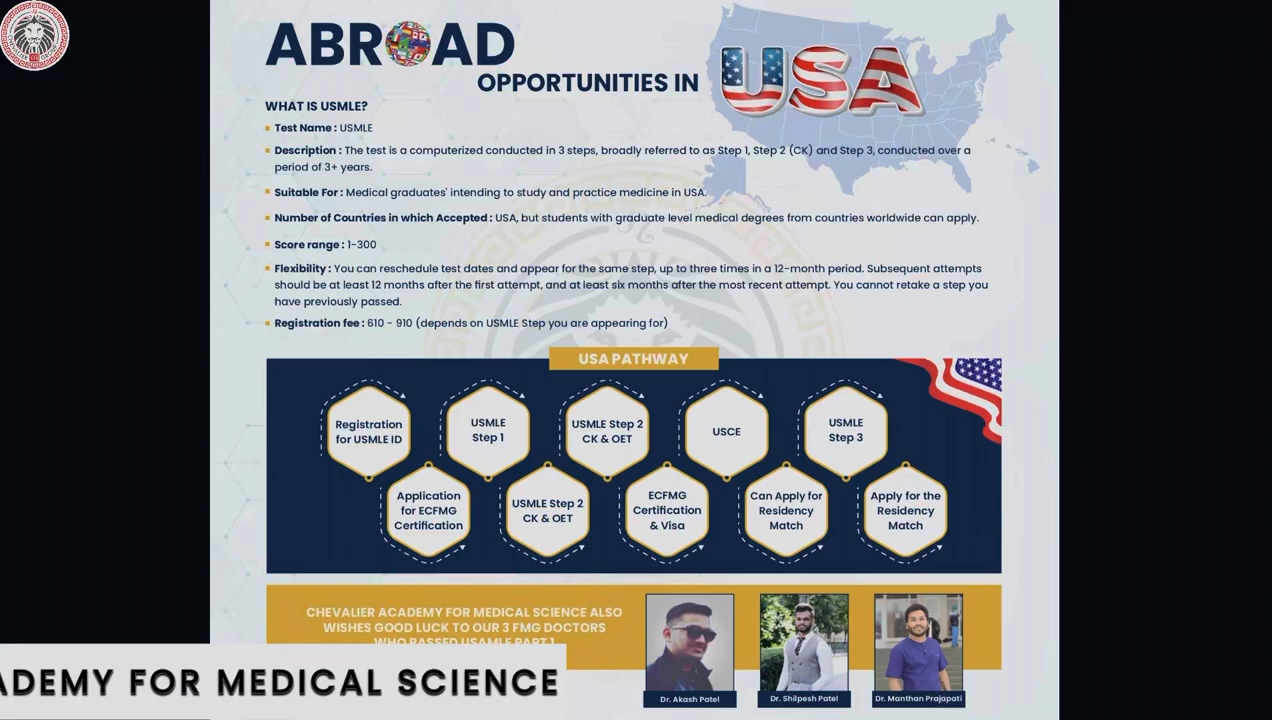 ABROAD
OPPORTUNITIES IN USA
WHAT IS USMLE?
Test Name : USMLE
Description : The test is a computerized conducted in 3 steps, broadly referred to as Step 1, Step 2 (CK) and Step 3, conducted over a
period of 3+ years.
Suitable For : Medical graduates' intending to study and practice medicine in USA.
Number of Countries in which Accepted : USA, but students with graduate level medical degrees from countries worldwide can apply.
Score range : 1-300
Flexibility : You can reschedule test dates and appear for the same step, up to three times in a 12-month period. Subsequent attempts
should be at least 12 months after the first attempt, and at least six months after the most recent attempt. You cannot retake a step you
have previously passed.
Registration fee : 610 - 910 (depends on USMLE Step you are appearing for)
USA PATHWAY
Registration
for USMLE ID
Application
for ECFMG
Certification
USMLE
Step 1
USMLE Step 2
CK & OET
USMLE Step 2
CK & OET
ECFMG
Certification
& Visa
USCE
Can Apply for
Residency
Match
USMLE
Step 3
Apply for the
Residency
Match
CHEVALIER ACADEMY FOR MEDICAL SCIENCE ALSO
WISHES GOOD LUCK TO OUR 3 FMG DOCTORS
WHO PASSED USAMLE PART 1
Dr. Akash Patel
Dr. Shilpesh Patel
Dr. Manthan Prajapati
ADEMY FOR MEDICAL SCIENCE